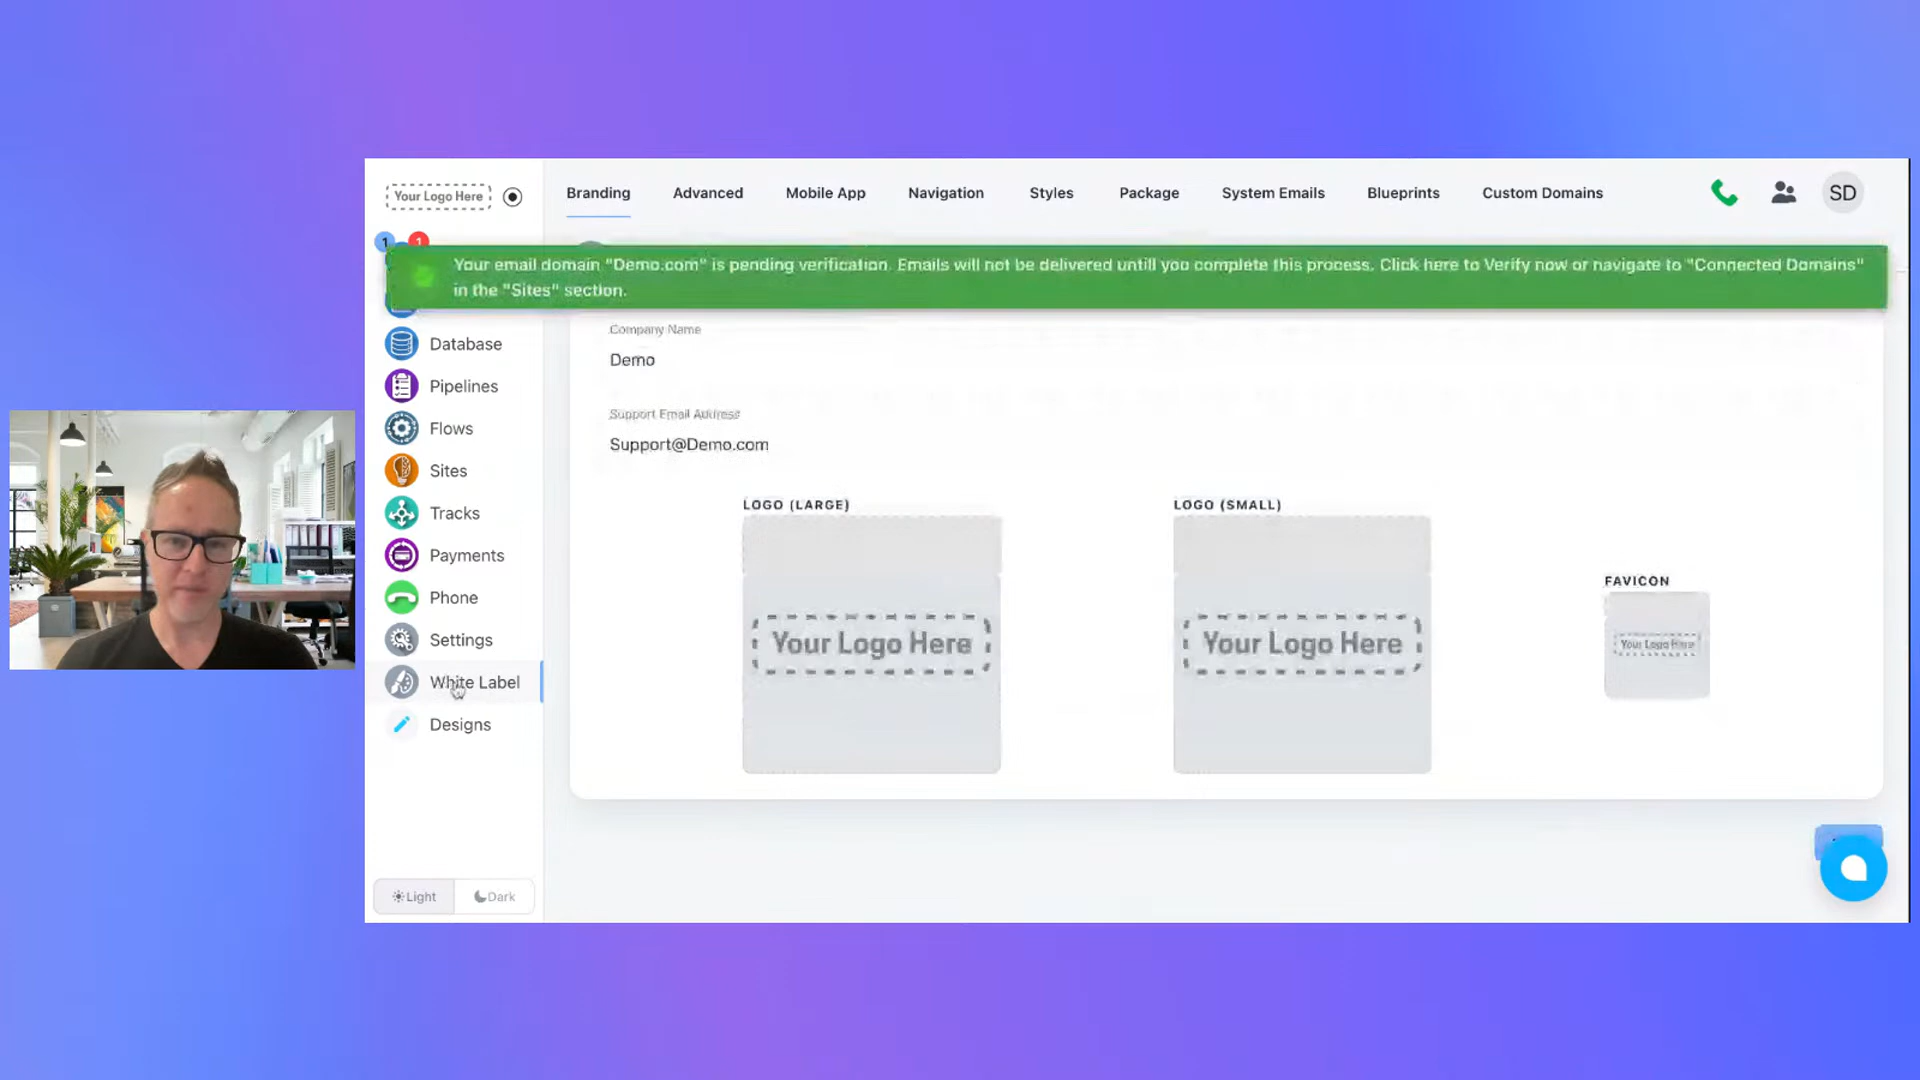 Your Logo Here
Branding
Advanced
Mobile App
Navigation
Styles
Package
System Emails
Blueprints
Custom Domains
SD
1
1
Your email domain "Demo.com" is pending verification. Emails will not be delivered untill you complete this process. Click here to Verify now or navigate to "Connected Domains"
in the "Sites" section.
Database
Pipelines
Flows
Sites
Tracks
Payments
Phone
Settings
White Label
Designs
Light
Dark
Company Name
Demo
Support Email Address
Support@Demo.com
LOGO (LARGE)
Your Logo Here
LOGO (SMALL)
Your Logo Here
FAVICON
Your Logo Here